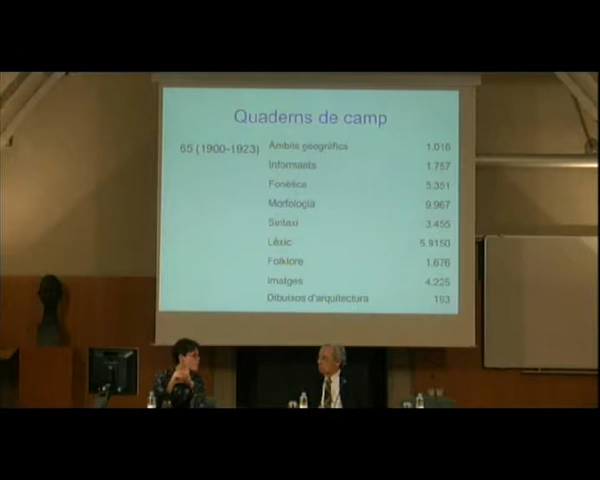 Quaderns de camp
65 (1900-1923) Àmbits geogràfics 1.016
Informants 1.757
Fonètica 5.351
Morfologia 9.967
Sintaxi 3.455
Lèxic 5.9150
Folklore 1.676
Imatges 4.225
Dibuixos d'arquitectura 163